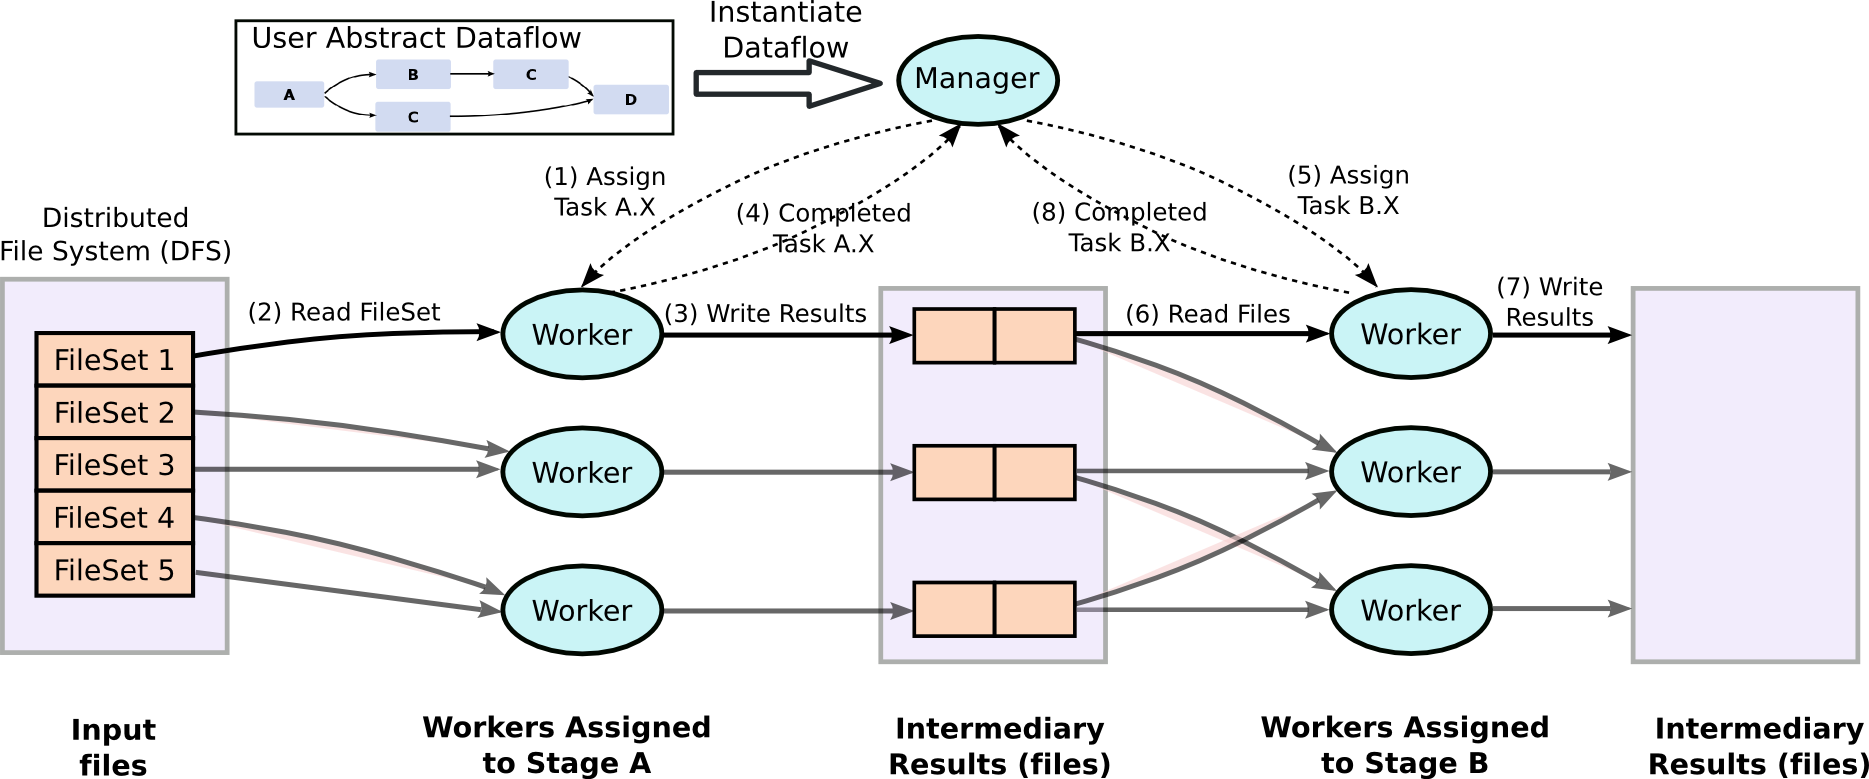 User Abstract Dataflow
A
B
C
C
D
Instantiate
Dataflow
Manager
(1) Assign
Task A.X
(4) Completed
Task A.X
(8) Completed
Task B.X
(5) Assign
Task B.X
Distributed
File System (DFS)
FileSet 1
FileSet 2
FileSet 3
FileSet 4
FileSet 5
(2) Read FileSet
Worker
Worker
Worker
(3) Write Results
(6) Read Files
Worker
Worker
Worker
(7) Write
Results
Input
files
Workers Assigned
to Stage A
Intermediary
Results (files)
Workers Assigned
to Stage B
Intermediary
Results (files)